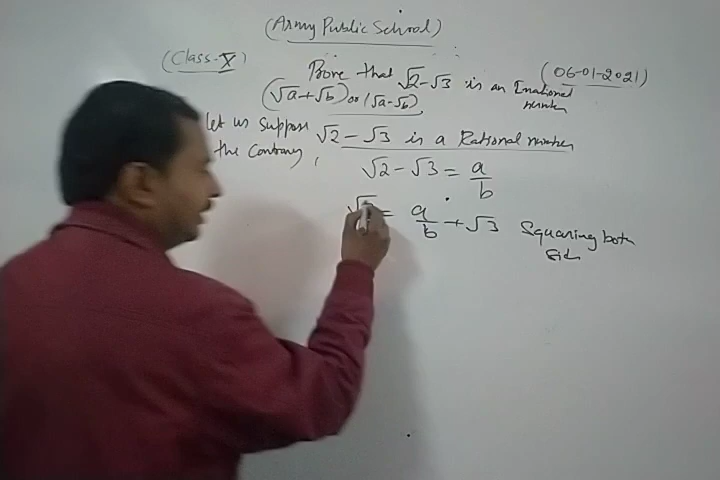 (Army Public School)
(Class-X)
(06-01-2021)
Prove that √2-√3 is an Irrational
number
(√a+√b) or (√a-√b)
let us suppose √2-√3 is a Rational number
the Contrary,
√2-√3 = a/b
= a/b + √3 Squaring both